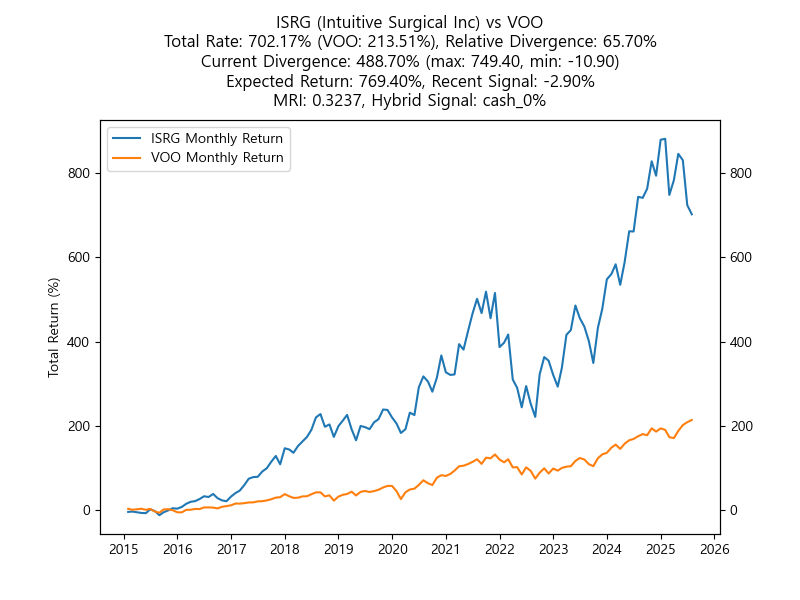 ISRG (Intuitive Surgical Inc) vs VOO
Total Rate: 702.17% (VOO: 213.51%), Relative Divergence: 65.70%
Current Divergence: 488.70% (max: 749.40, min: -10.90)
Expected Return: 769.40%, Recent Signal: -2.90%
MRI: 0.3237, Hybrid Signal: cash_0%
ISRG Monthly Return
VOO Monthly Return
Total Return (%)
800
600
400
200
0
800
600
400
200
0
2015 2016 2017 2018 2019 2020 2021 2022 2023 2024 2025 2026